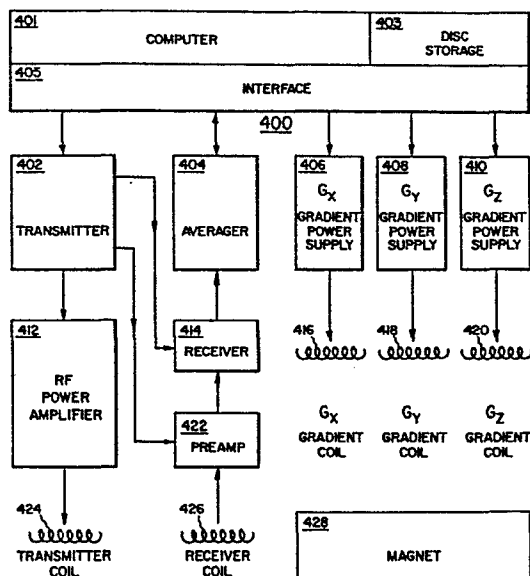 401
COMPUTER
403
DISC
STORAGE
405
INTERFACE
400
402
TRANSMITTER
404
AVERAGER
406
GX
GRADIENT
POWER
SUPPLY
408
GY
GRADIENT
POWER
SUPPLY
410
GZ
GRADIENT
POWER
SUPPLY
412
RF
POWER
AMPLIFIER
414
RECEIVER
416
418
420
422
PREAMP
GX
GRADIENT
COIL
GY
GRADIENT
COIL
GZ
GRADIENT
COIL
424
TRANSMITTER
COIL
426
RECEIVER
COIL
428
MAGNET